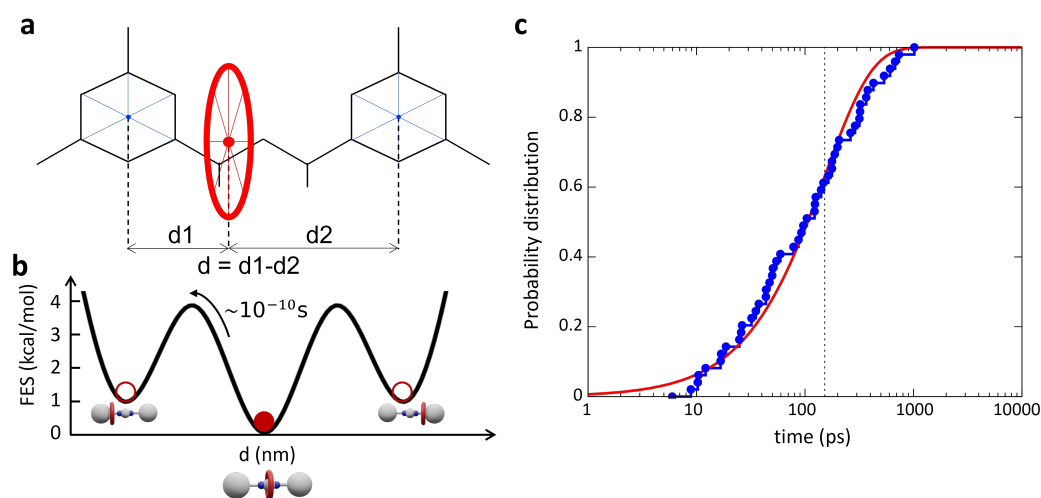 a
d1
d2
d = d1-d2
b
FES (kcal/mol)
4
3
2
1
0
~10⁻¹⁰s
d (nm)
c
Probability distribution
1
0.8
0.6
0.4
0.2
0
1
10
100
1000
10000
time (ps)